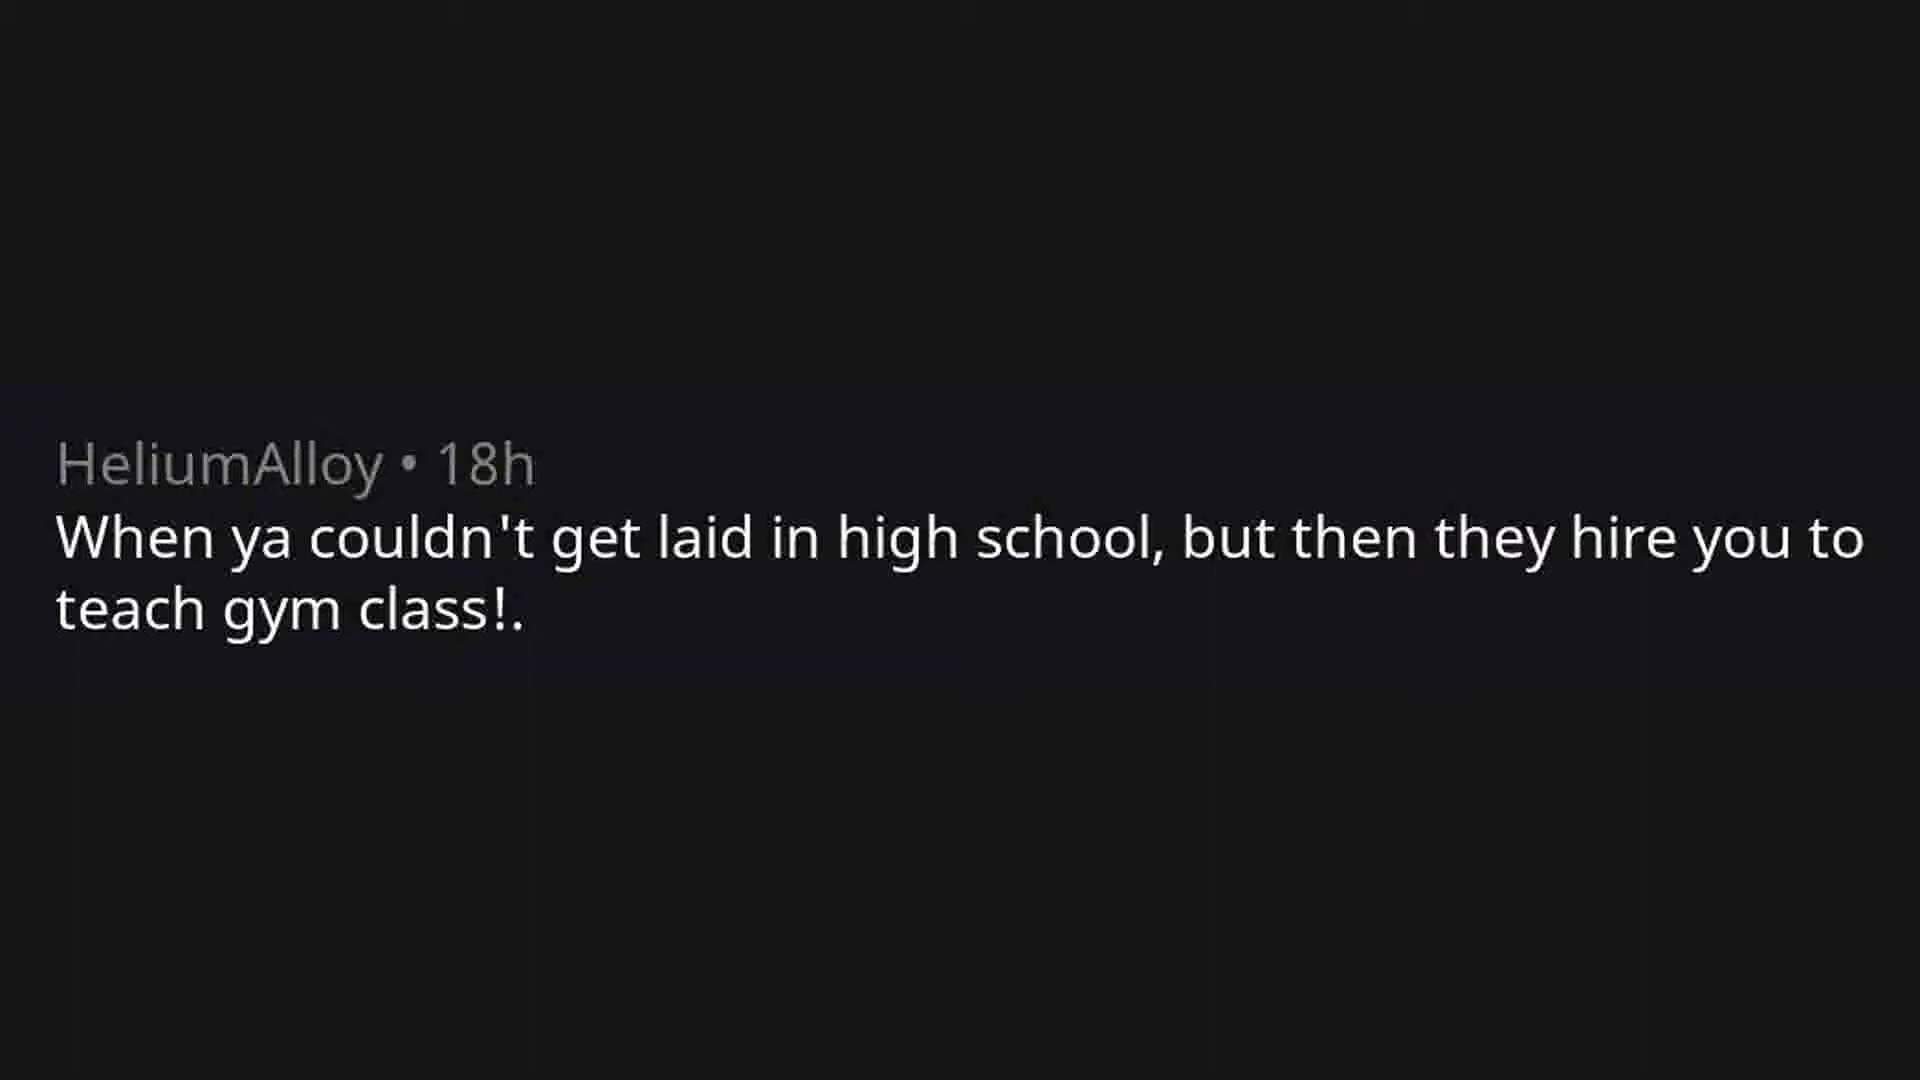 HeliumAlloy • 18h
When ya couldn't get laid in high school, but then they hire you to
teach gym class!.